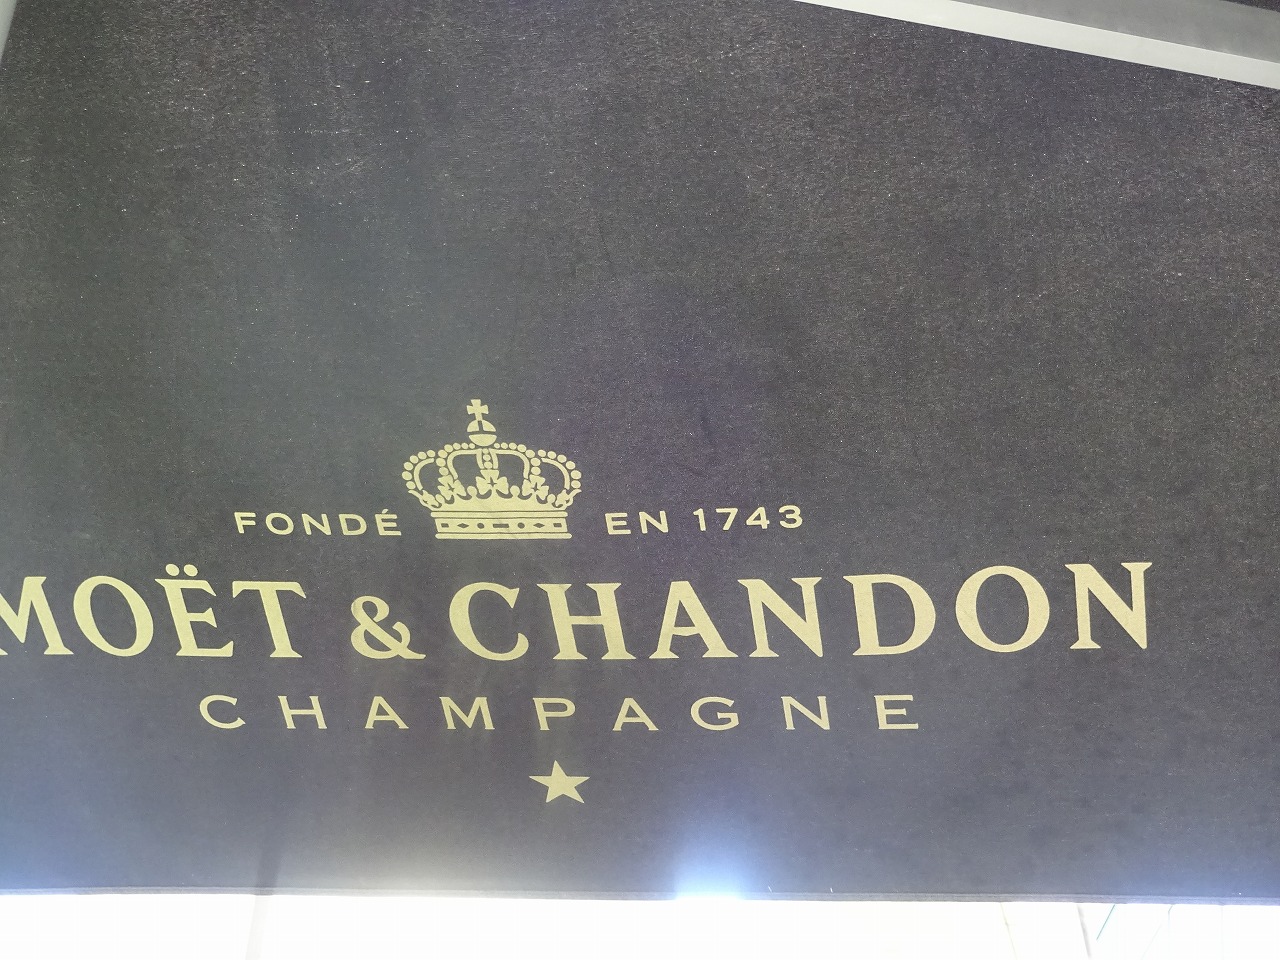 FONDÉ EN 1743
MOËT & CHANDON
CHAMPAGNE